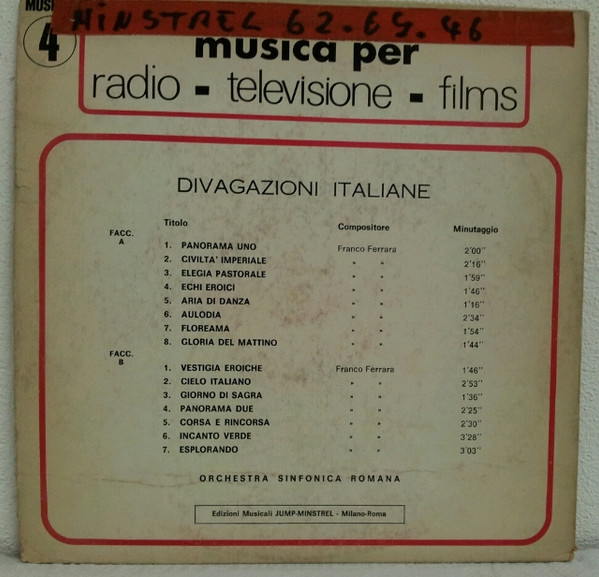 MUSI
4
MINSTREL 62.65.46
musica per
radio - televisione - films
DIVAGAZIONI ITALIANE
Titolo Compositore Minutaggio
FACC.
A
1. PANORAMA UNO Franco Ferrara 2'00"
2. CIVILTA' IMPERIALE " " 2'16"
3. ELEGIA PASTORALE " " 1'59"
4. ECHI EROICI " " 1'46"
5. ARIA DI DANZA " " 1'16"
6. AULODIA " " 2'34"
7. FLOREAMA " " 1'54"
8. GLORIA DEL MATTINO " " 1'44"
FACC.
B
1. VESTIGIA EROICHE Franco Ferrara 1'46"
2. CIELO ITALIANO " " 2'53"
3. GIORNO DI SAGRA " " 1'36"
4. PANORAMA DUE " " 2'25"
5. CORSA E RINCORSA " " 2'30"
6. INCANTO VERDE " " 3'28"
7. ESPLORANDO " " 3'03"
ORCHESTRA SINFONICA ROMANA
Edizioni Musicali JUMP-MINSTREL - Milano-Roma